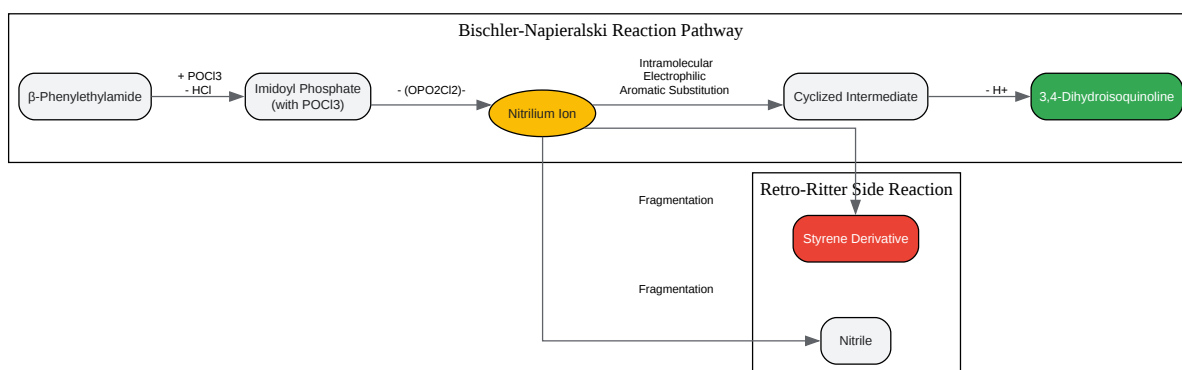 Bischler-Napieralski Reaction Pathway
β-Phenylethylamide
+ POCl3
- HCl
Imidoyl Phosphate
(with POCl3)
- (OPO2Cl2)-
Nitrilium Ion
Intramolecular
Electrophilic
Aromatic Substitution
Cyclized Intermediate
- H+
3,4-Dihydroisoquinoline
Retro-Ritter Side Reaction
Fragmentation
Styrene Derivative
Fragmentation
Nitrile